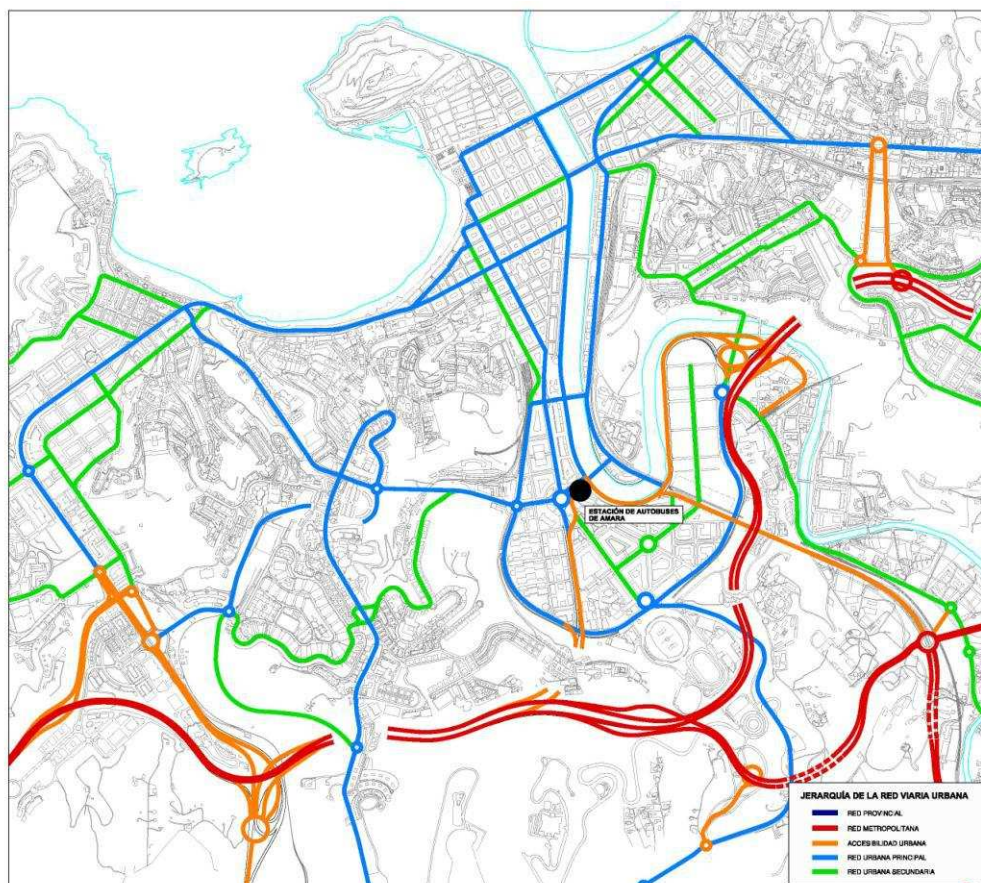 ESTACIÓN DE AUTOBUSES
DE AMARA
JERARQUÍA DE LA RED VIARIA URBANA
RED PROVINCIAL
RED METROPOLITANA
ACCESIBILIDAD URBANA
RED URBANA PRINCIPAL
RED URBANA SECUNDARIA